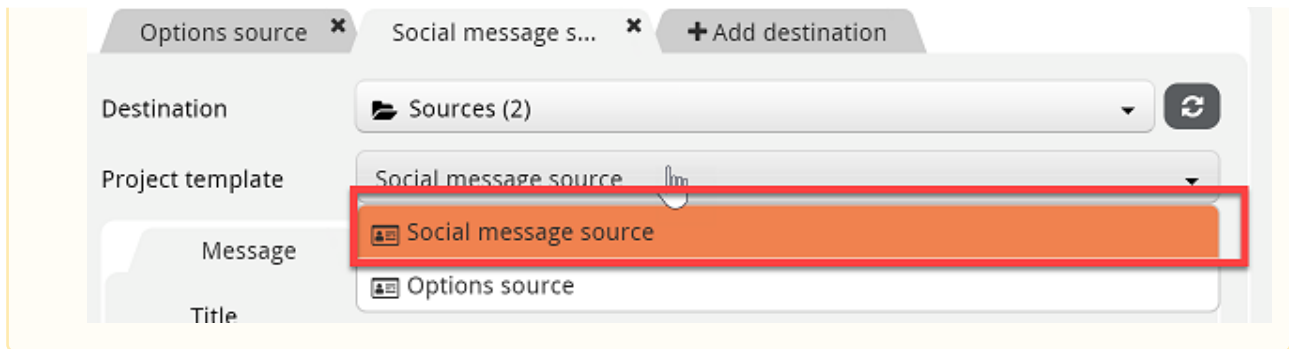 Options source
Social message s...
Add destination
Destination
Sources (2)
Project template
Social message source
Social message source
Message
Options source
Title